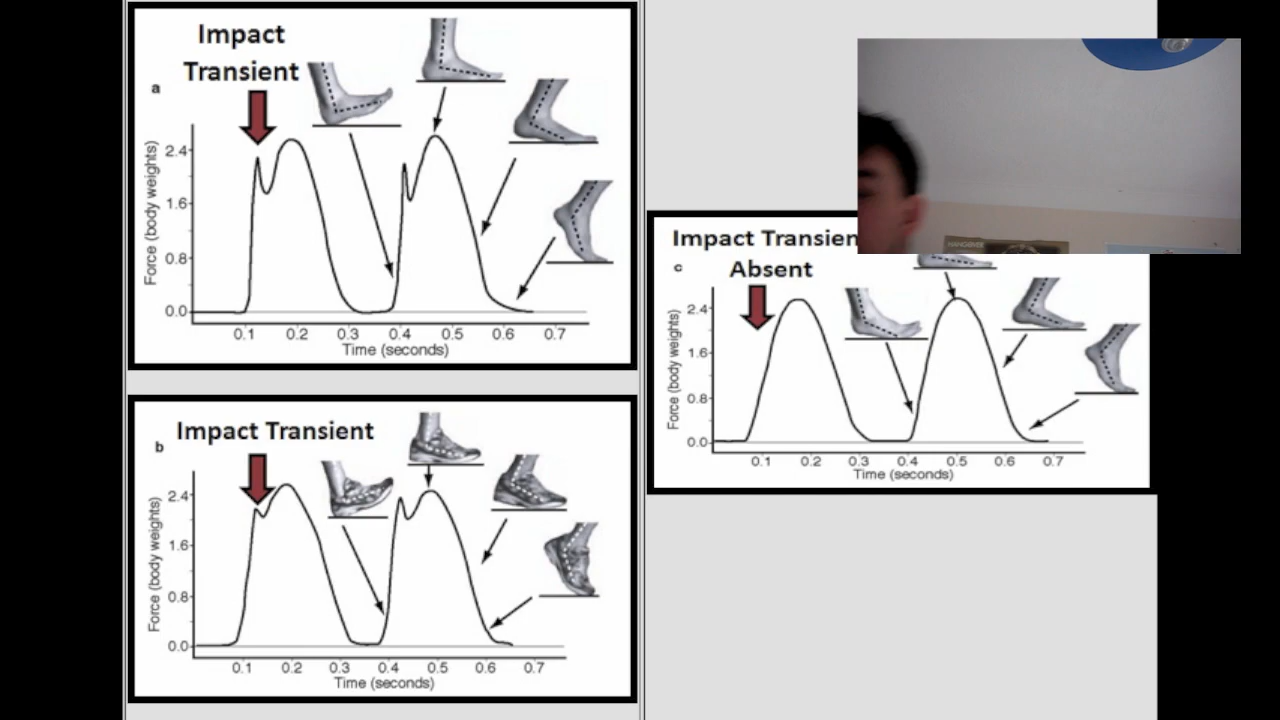 Impact
Transient
a
Force (body weights)
2.4
1.6
0.8
0.0
0.1 0.2 0.3 0.4 0.5 0.6 0.7
Time (seconds)
Impact Transient
b
Force (body weights)
2.4
1.6
0.8
0.0
0.1 0.2 0.3 0.4 0.5 0.6 0.7
Time (seconds)
Impact Transien
c
Absent
Force (body weights)
2.4
1.6
0.8
0.0
0.1 0.2 0.3 0.4 0.5 0.6 0.7
Time (seconds)